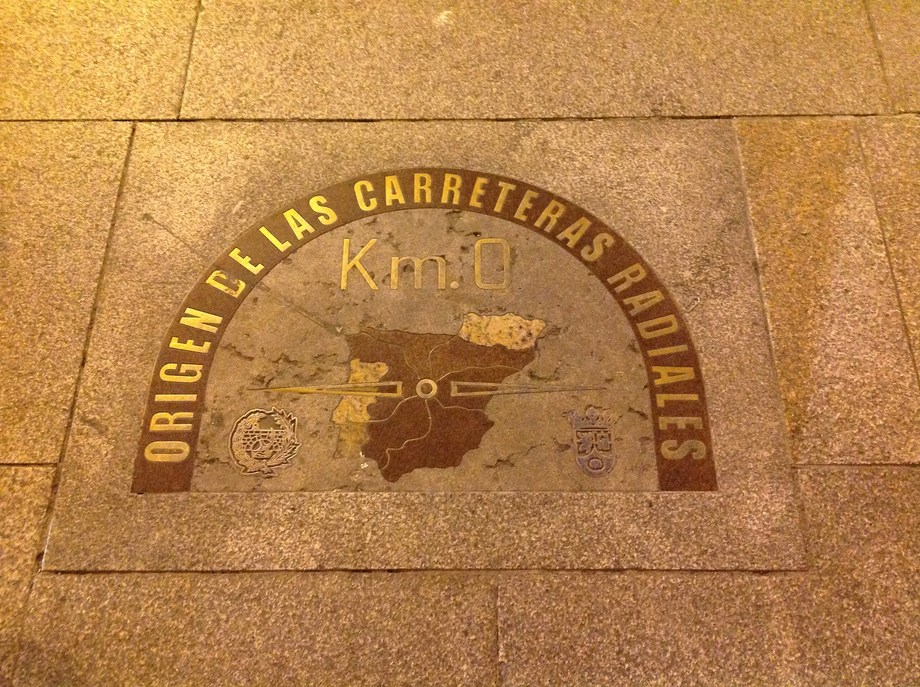 ORIGEN DE LAS CARRETERAS RADIALES
Km.0